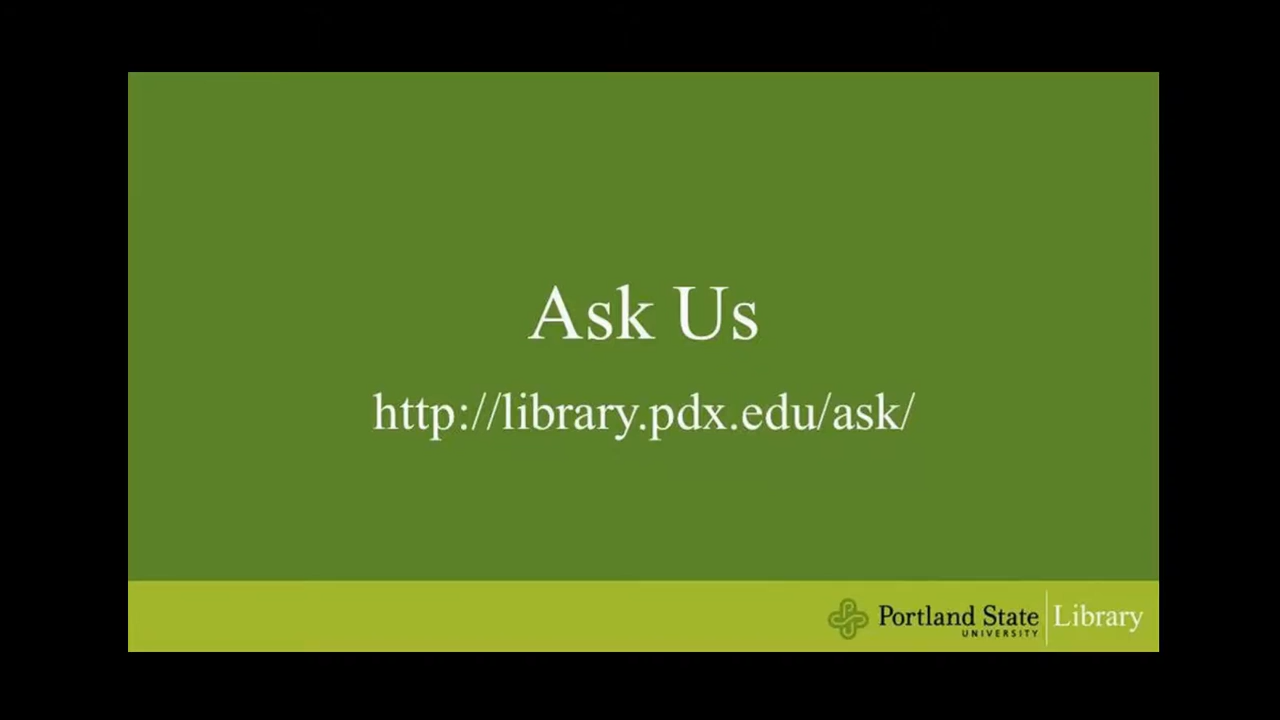 Ask Us
http://library.pdx.edu/ask/
Portland State
UNIVERSITY
Library